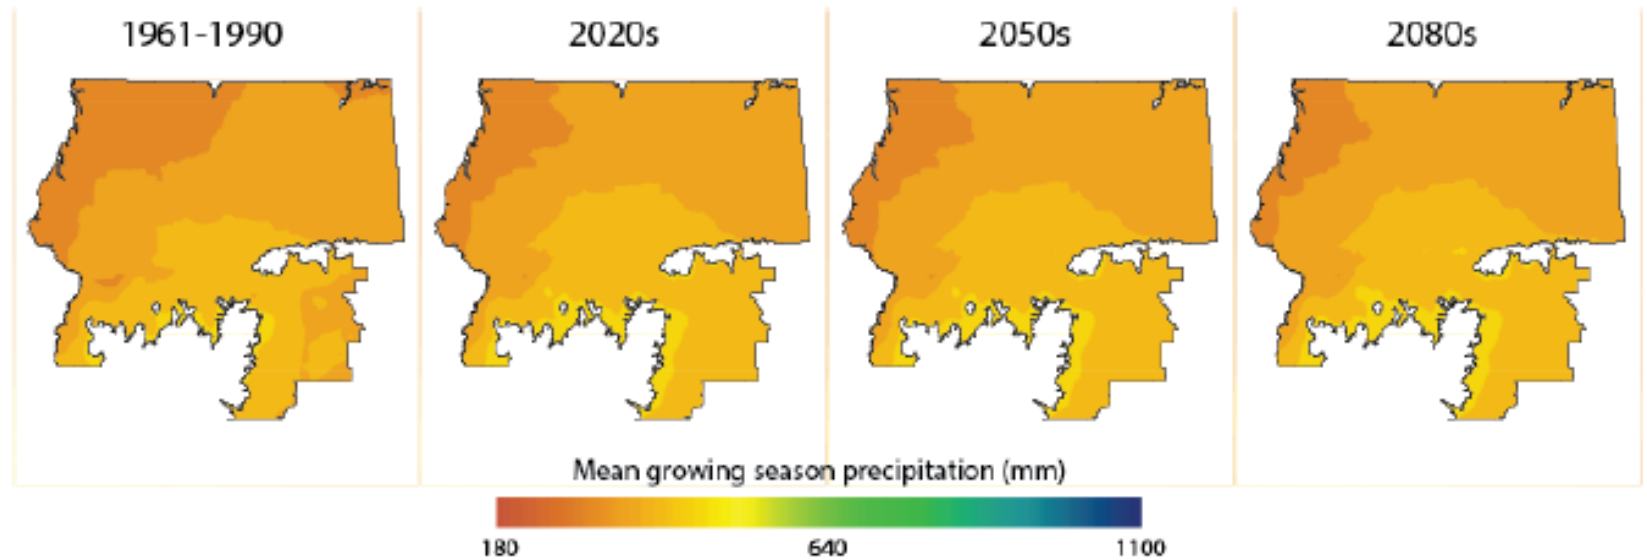 1961-1990 2020s 2050s 2080s
Mean growing season precipitation (mm)
180 640 1100